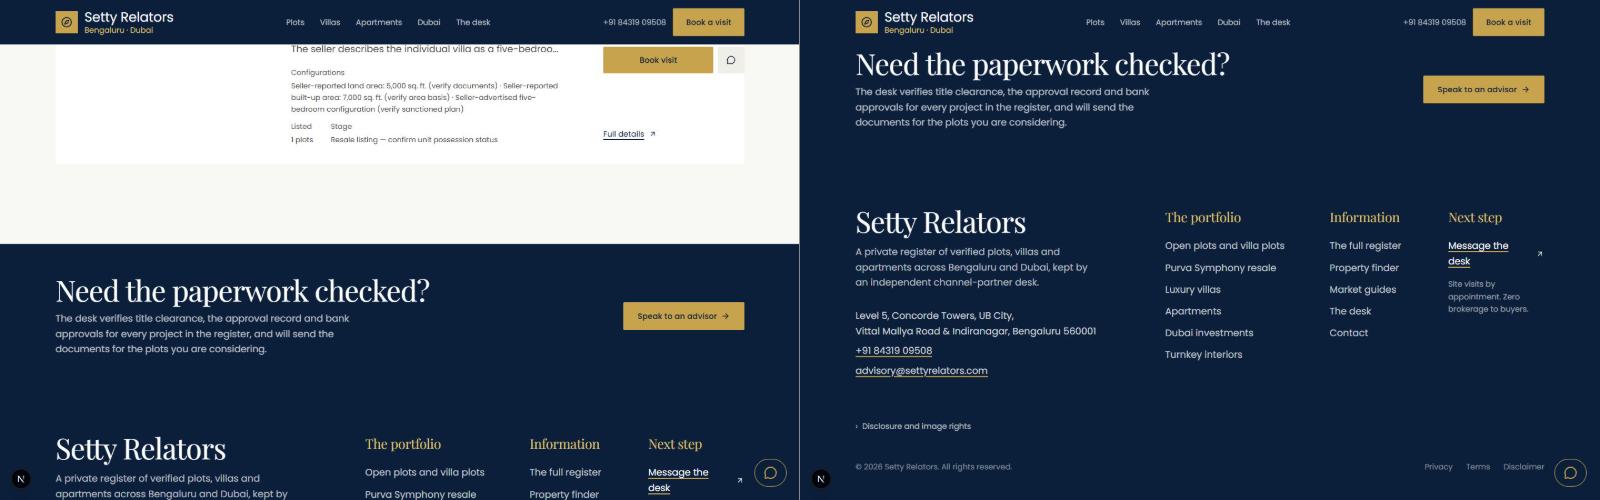 Setty Relators
Bengaluru · Dubai
Plots Villas Apartments Dubai The desk
+91 84319 09508
Book a visit
The seller describes the individual villa as a five-bedroo...
Book visit
Configurations
Seller-reported land area: 5,000 sq. ft. (verify documents) · Seller-reported
built-up area: 7,000 sq. ft. (verify area basis) · Seller-advertised five-
bedroom configuration (verify sanctioned plan)
Listed Stage
1 plots Resale listing — confirm unit possession status
Full details ↗
Need the paperwork checked?
The desk verifies title clearance, the approval record and bank
approvals for every project in the register, and will send the
documents for the plots you are considering.
Speak to an advisor →
Setty Relators
A private register of verified plots, villas and
apartments across Bengaluru and Dubai, kept by
The portfolio
Open plots and villa plots
Purva Symphony resale
Information
The full register
Property finder
Next step
Message the
desk ↗
N
Setty Relators
Bengaluru · Dubai
Plots Villas Apartments Dubai The desk
+91 84319 09508
Book a visit
Need the paperwork checked?
The desk verifies title clearance, the approval record and bank
approvals for every project in the register, and will send the
documents for the plots you are considering.
Speak to an advisor →
Setty Relators
A private register of verified plots, villas and
apartments across Bengaluru and Dubai, kept by
an independent channel-partner desk.
Level 5, Concorde Towers, UB City,
Vittal Mallya Road & Indiranagar, Bengaluru 560001
+91 84319 09508
advisory@settyrelators.com
The portfolio
Open plots and villa plots
Purva Symphony resale
Luxury villas
Apartments
Dubai investments
Turnkey interiors
Information
The full register
Property finder
Market guides
The desk
Contact
Next step
Message the
desk ↗
Site visits by
appointment. Zero
brokerage to buyers.
› Disclosure and image rights
© 2026 Setty Relators. All rights reserved.
Privacy Terms Disclaimer
N